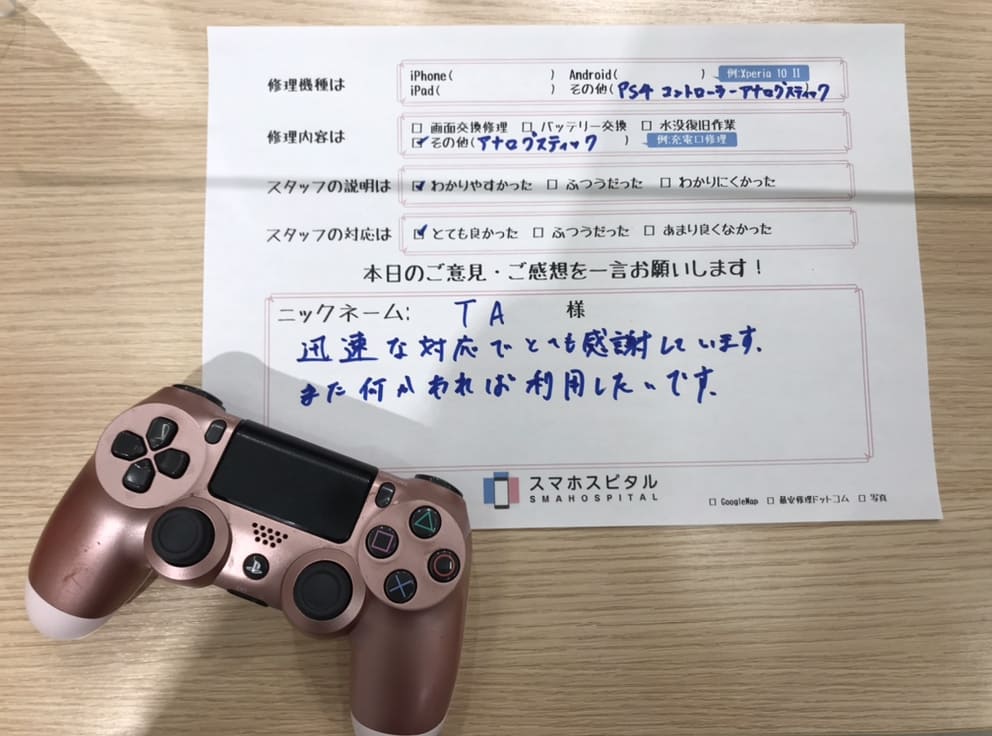 修理機種は
iPhone( ) Android( ) 例:Xperia 10 II
iPad( ) その他(PS4 コントローラーアナログスティック)
修理内容は
□ 画面交換修理 □ バッテリー交換 □ 水没復旧作業
☑ その他(アナログスティック ) 例:充電口修理
スタッフの説明は ☑ わかりやすかった □ ふつうだった □ わかりにくかった
スタッフの対応は ☑ とても良かった □ ふつうだった □ あまり良くなかった
本日のご意見・ご感想を一言お願いします!
ニックネーム: TA 様
迅速な対応でとても感謝しています。
また何かあれば利用したいです。
スマホスピタル
SMAHOSPITAL
□ GoogleMap □ 最安修理ドットコム □ 写真